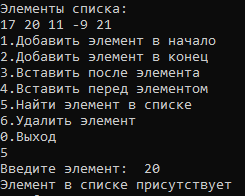 Элементы списка:
17 20 11 -9 21
1.Добавить элемент в начало
2.Добавить элемент в конец
3.Вставить после элемента
4.Вставить перед элементом
5.Найти элемент в списке
6.Удалить элемент
0.Выход
5
Введите элемент:  20
Элемент в списке присутствует